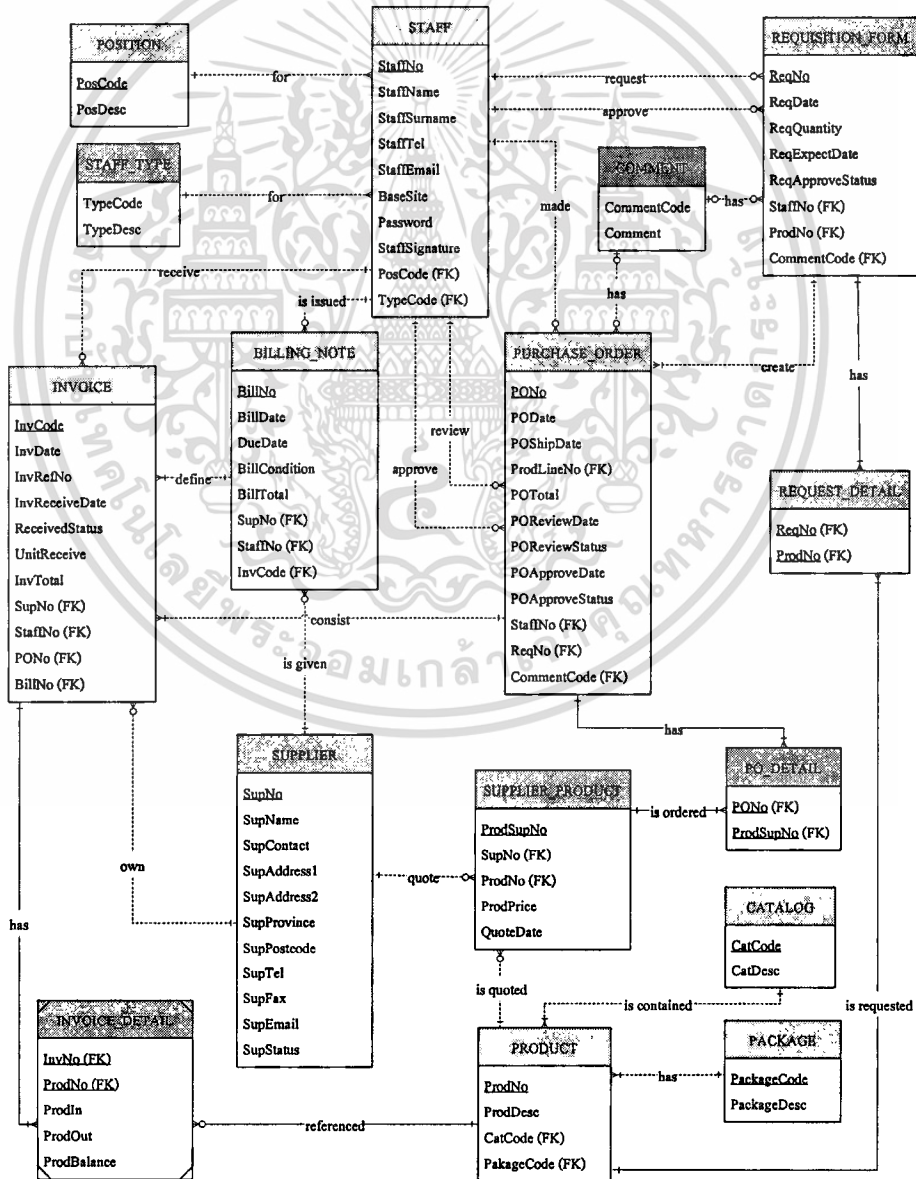 POSITION
PosCode
PosDesc
for
STAFF
StaffNo
StaffName
StaffSurname
StaffTel
StaffEmail
BaseSite
Password
StaffSignature
PosCode (FK)
TypeCode (FK)
request
approve
REQUISITION_FORM
ReqNo
ReqDate
ReqQuantity
ReqExpectDate
ReqApproveStatus
StaffNo (FK)
ProdNo (FK)
CommentCode (FK)
STAFF_TYPE
TypeCode
TypeDesc
for
COMMENT
CommentCode
Comment
has
made
has
receive
is issued
create
has
INVOICE
InvCode
InvDate
InvRefNo
InvReceiveDate
ReceivedStatus
UnitReceive
InvTotal
SupNo (FK)
StaffNo (FK)
PONo (FK)
BillNo (FK)
define
BILLING_NOTE
BillNo
BillDate
DueDate
BillCondition
BillTotal
SupNo (FK)
StaffNo (FK)
InvCode (FK)
review
approve
PURCHASE_ORDER
PONo
PODate
POShipDate
ProdLineNo (FK)
POTotal
POReviewDate
POReviewStatus
POApproveDate
POApproveStatus
StaffNo (FK)
ReqNo (FK)
CommentCode (FK)
REQUEST_DETAIL
ReqNo (FK)
ProdNo (FK)
consist
is given
has
SUPPLIER
SupNo
SupName
SupContact
SupAddress1
SupAddress2
SupProvince
SupPostcode
SupTel
SupFax
SupEmail
SupStatus
own
has
quote
SUPPLIER_PRODUCT
ProdSupNo
SupNo (FK)
ProdNo (FK)
ProdPrice
QuoteDate
is ordered
PO_DETAIL
PONo (FK)
ProdSupNo (FK)
CATALOG
CatCode
CatDesc
is quoted
is contained
is requested
INVOICE_DETAIL
InvNo (FK)
ProdNo (FK)
ProdIn
ProdOut
ProdBalance
referenced
PRODUCT
ProdNo
ProdDesc
CatCode (FK)
PakageCode (FK)
has
PACKAGE
PackageCode
PackageDesc